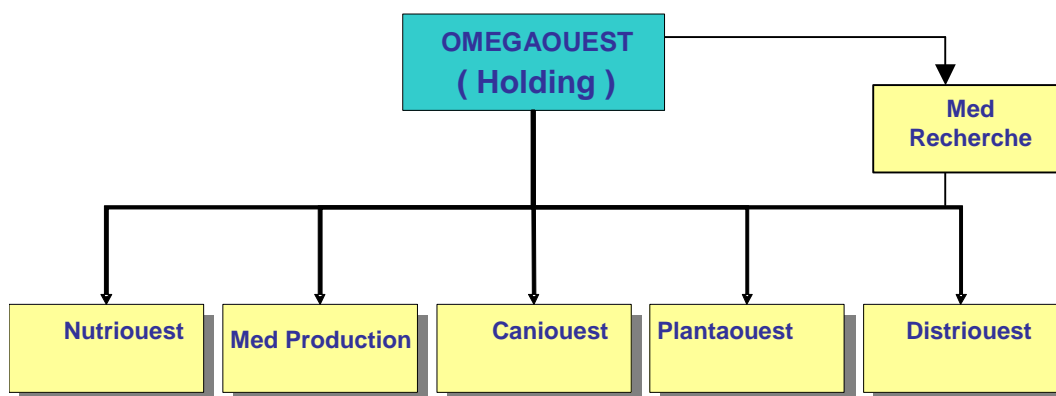 OMEGAOUEST
( Holding )
Med
Recherche
Nutriouest
Med Production
Caniouest
Plantaouest
Distriouest